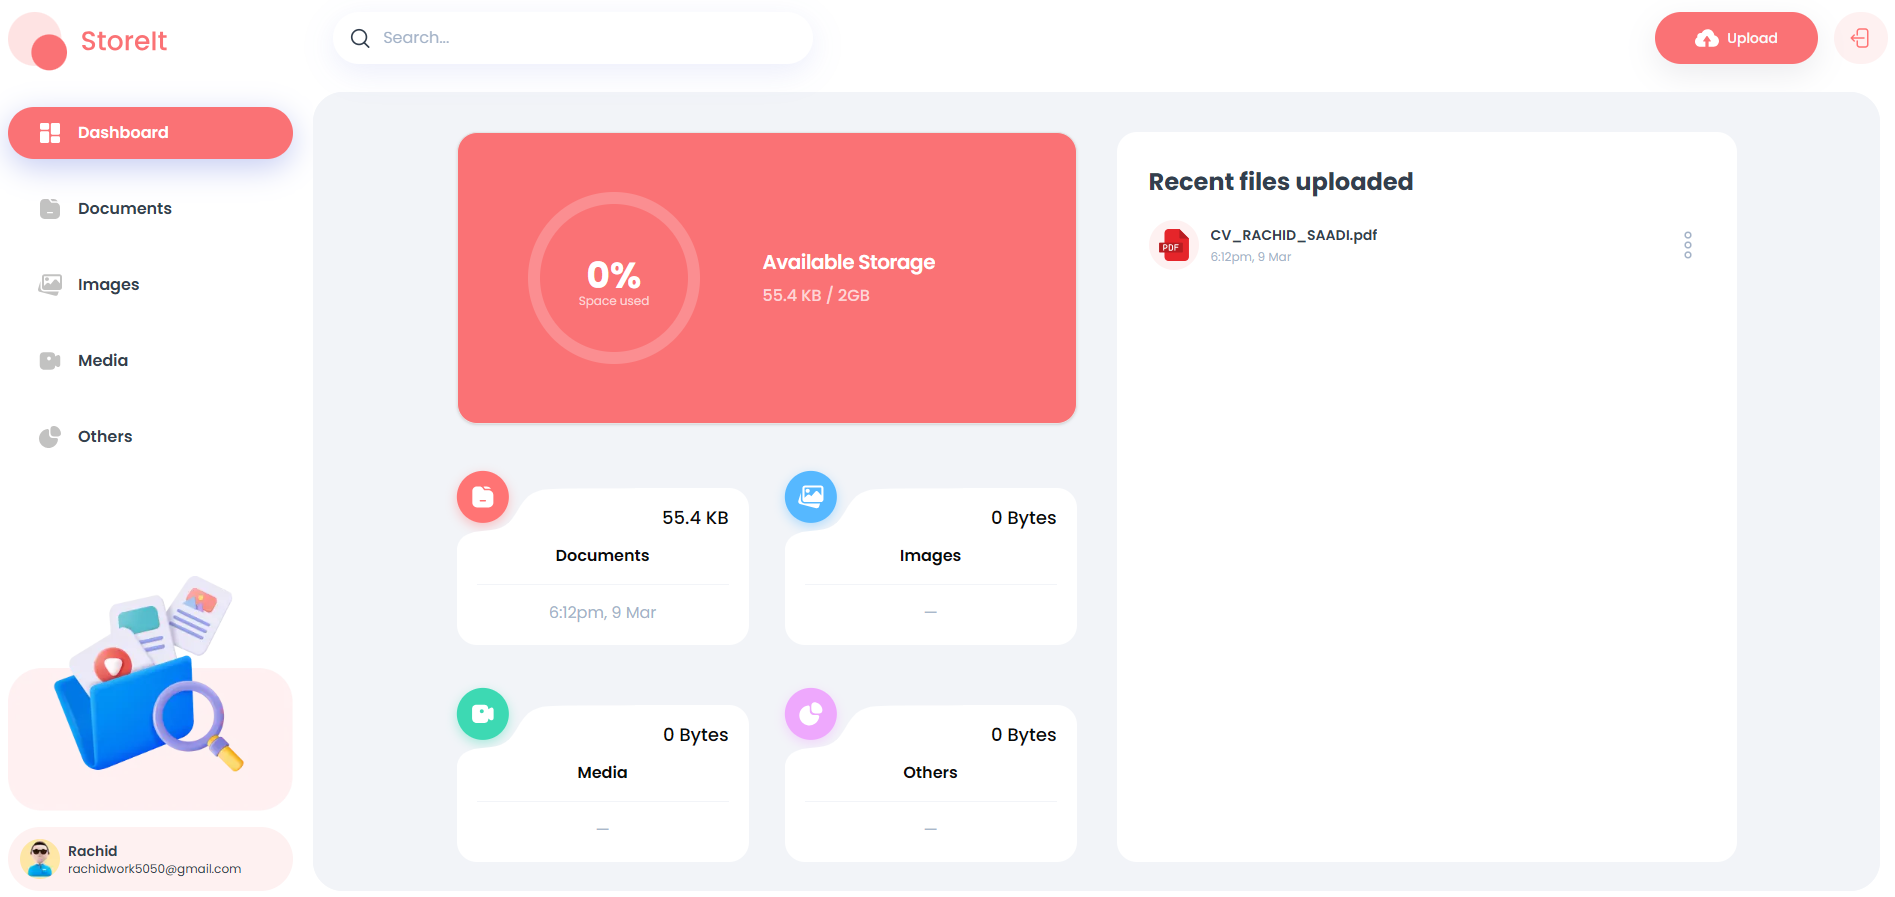 StoreIt
Search...
Upload
Dashboard
Documents
Images
Media
Others
Rachid
rachidwork5050@gmail.com
0%
Space used
Available Storage
55.4 KB / 2GB
55.4 KB
Documents
6:12pm, 9 Mar
0 Bytes
Images
—
0 Bytes
Media
—
0 Bytes
Others
—
Recent files uploaded
PDF
CV_RACHID_SAADI.pdf
6:12pm, 9 Mar